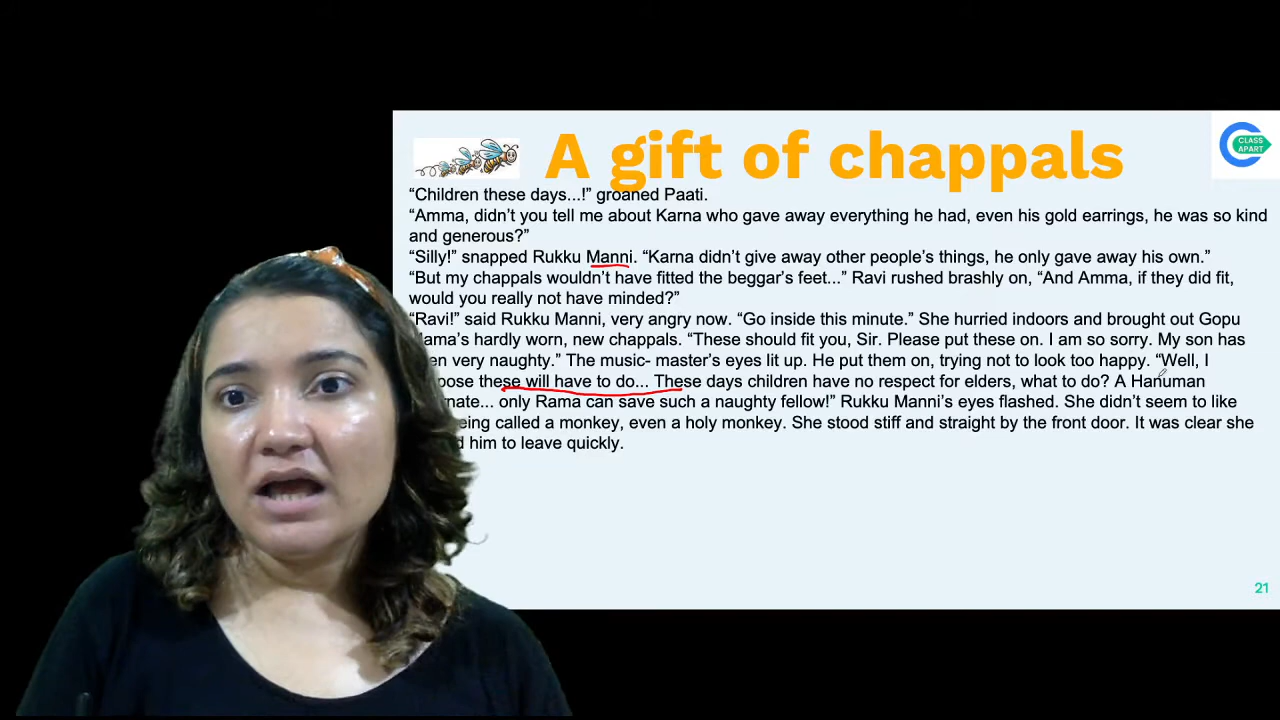 A gift of chappals
CLASS
APART
“Children these days...!” groaned Paati.
“Amma, didn’t you tell me about Karna who gave away everything he had, even his gold earrings, he was so kind
and generous?”
“Silly!” snapped Rukku Manni. “Karna didn’t give away other people’s things, he only gave away his own.”
“But my chappals wouldn’t have fitted the beggar’s feet...” Ravi rushed brashly on, “And Amma, if they did fit,
would you really not have minded?”
“Ravi!” said Rukku Manni, very angry now. “Go inside this minute.” She hurried indoors and brought out Gopu
hardly worn, new chappals. “These should fit you, Sir. Please put these on. I am so sorry. My son has
very naughty.” The music- master’s eyes lit up. He put them on, trying not to look too happy. “Well, I
these will have to do... These days children have no respect for elders, what to do? A Hanuman
only Rama can save such a naughty fellow!” Rukku Manni’s eyes flashed. She didn’t seem to like
called a monkey, even a holy monkey. She stood stiff and straight by the front door. It was clear she
him to leave quickly.
21